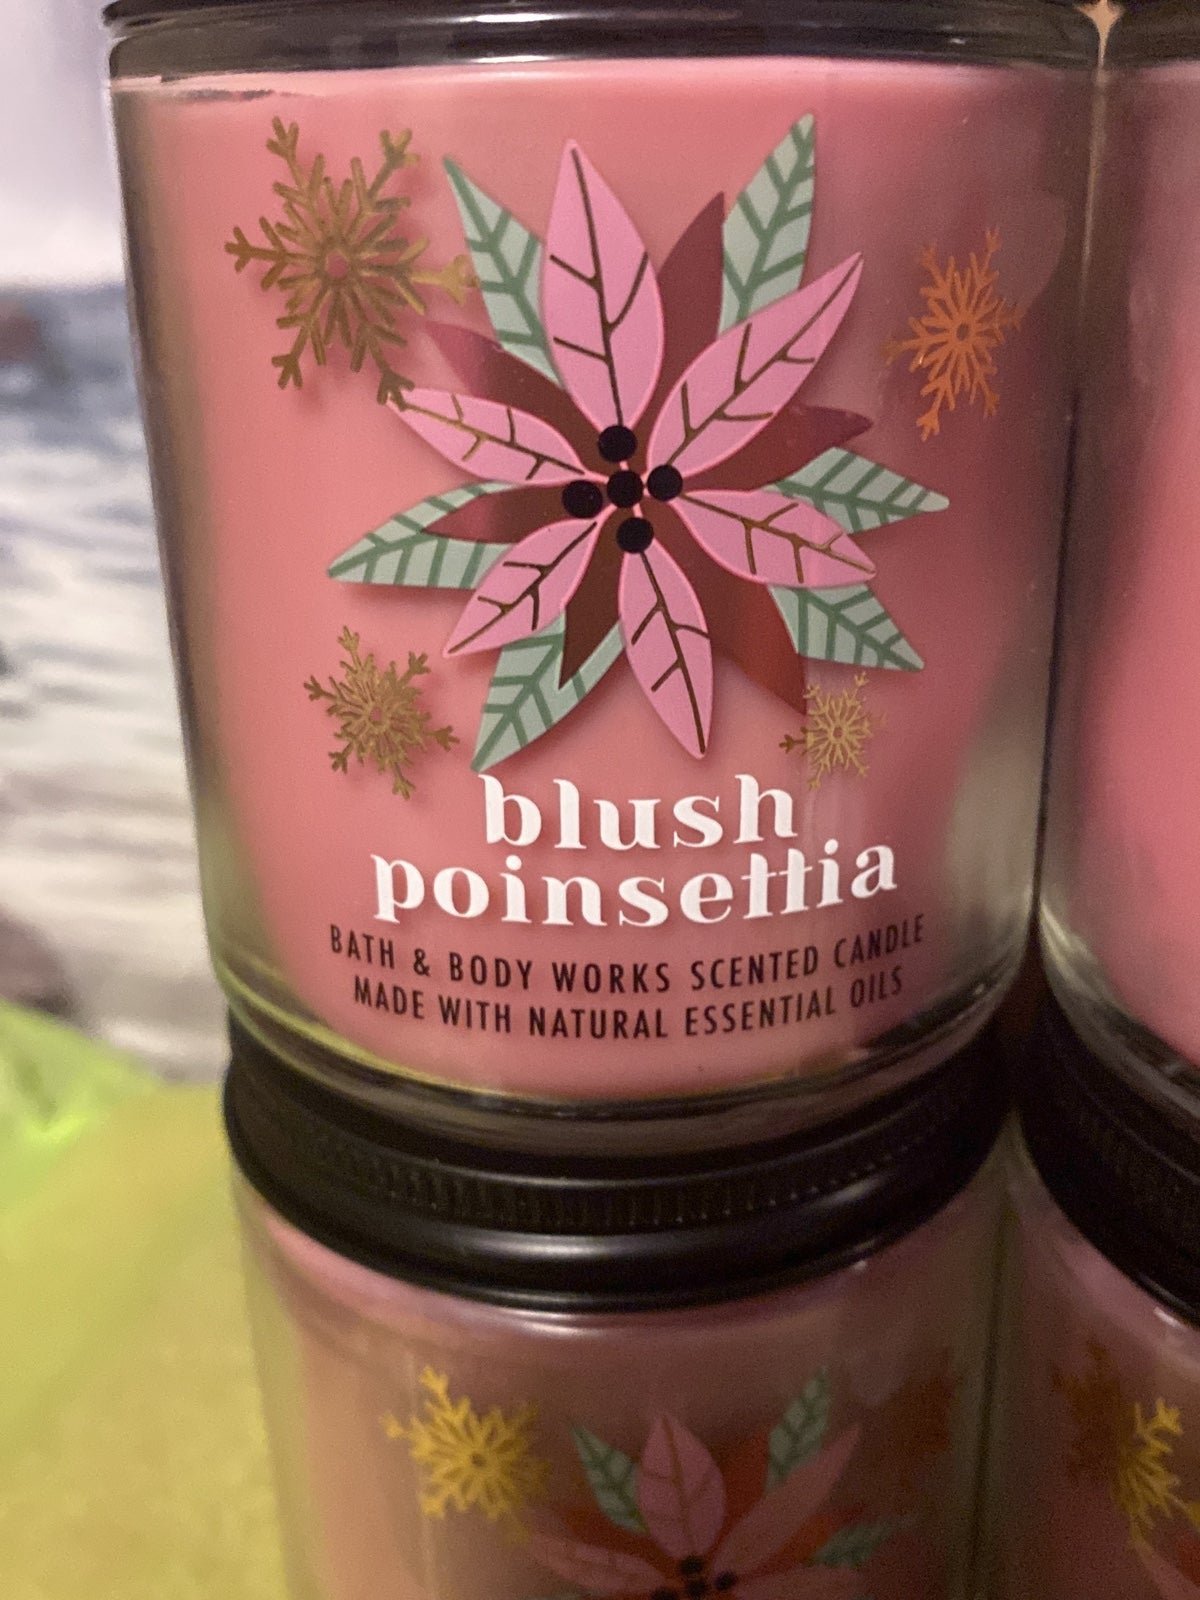 blush
poinsettia
BATH & BODY WORKS SCENTED CANDLE
MADE WITH NATURAL ESSENTIAL OILS